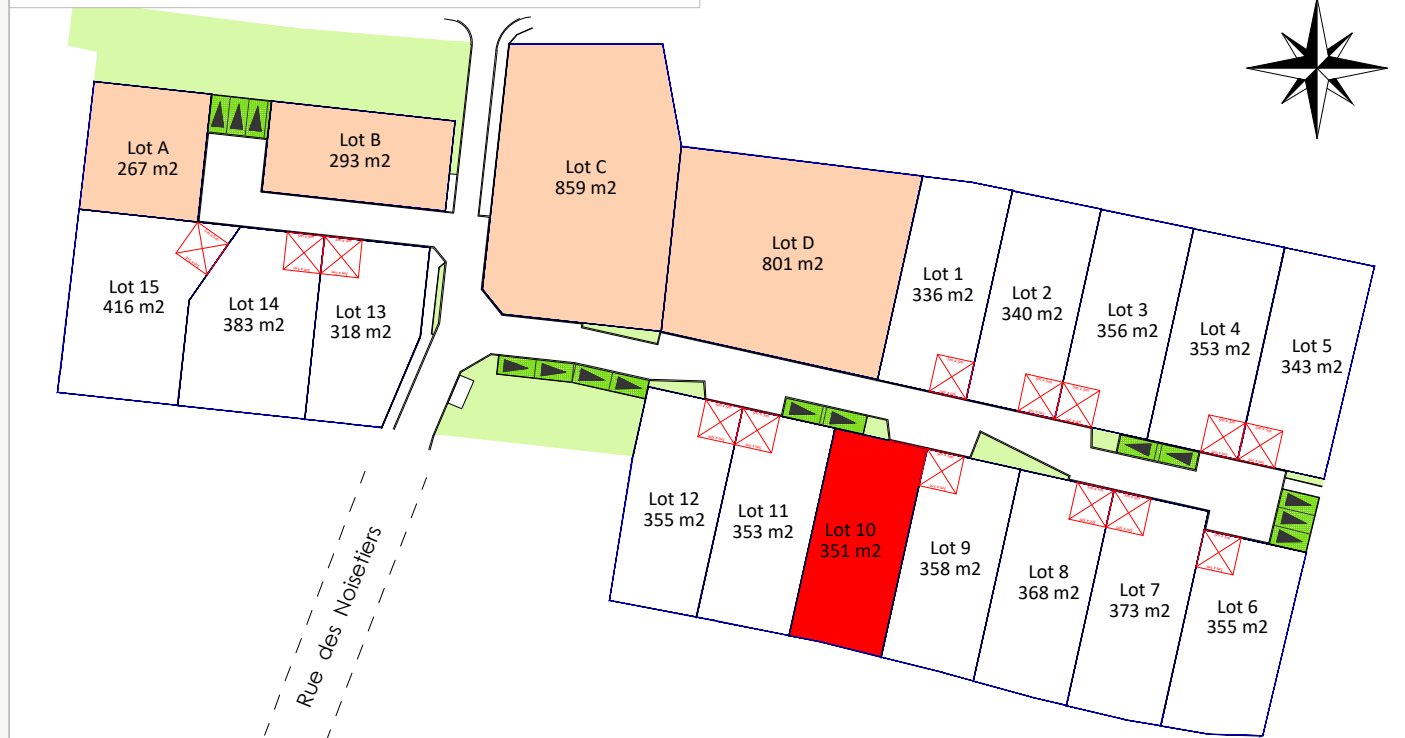 Lot A
267 m2
Lot B
293 m2
Lot C
859 m2
Lot D
801 m2
Lot 1
336 m2
Lot 2
340 m2
Lot 3
356 m2
Lot 4
353 m2
Lot 5
343 m2
Lot 15
416 m2
Lot 14
383 m2
Lot 13
318 m2
Lot 12
355 m2
Lot 11
353 m2
Lot 10
351 m2
Lot 9
358 m2
Lot 8
368 m2
Lot 7
373 m2
Lot 6
355 m2
Rue des Noisetiers